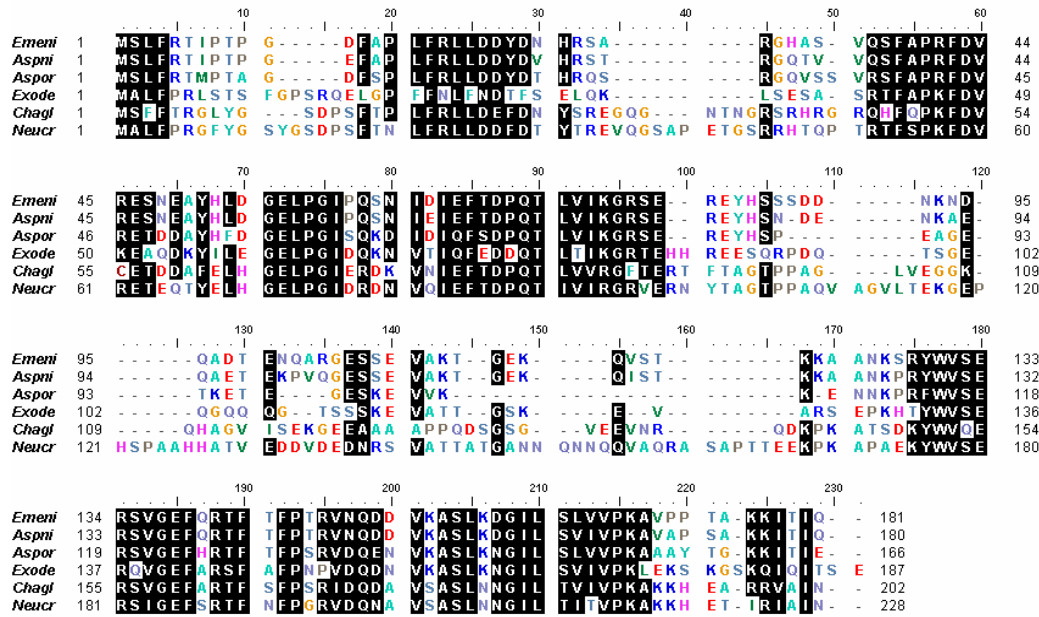 10 20 30 40 50 60
Emeni 1 MSLFRTIPTP G-----DFAP LFRLLDDYDN HRSA------ ----RGHAS- VQSFAPRFDV 44
Aspni 1 MSLFRTIPTP G-----EFAP LFRLLDDYDV HRST------ ----RGQTV- VQSFAPRFDV 44
Aspor 1 MSLFRTMPTA G-----DFSP LFRLLDDYDT HRQS------ ----RGQVSS VRSFAPRFDV 45
Exode 1 MALFPRLSTS FGPSRQELGP FFNLFNDTFS ELQK------ ----LSESA- SRTFAPKFDV 49
Chagl 1 MSFFTRGLYG ---SDPSFTP LFRLLDEFDN YSREGQG--- NTNGRSRHRG RQHFQPKFDV 54
Neucr 1 MALFPRGFYG SYGSDPSFTN LFRLLDDFDT YTREVQGSAP ETGSRRHTQP TRTFSPKFDV 60
70 80 90 100 110 120
Emeni 45 RESNEAYHLD GELPGIPQSN IDIEFTDPQT LVIKGRSE-- REYHSSSDD- -----NKGE- 95
Aspni 45 RESNEAYHLD GELPGIPQSN IEIEFTDPQT LVIKGRSE-- REYHSN-DE- -----NKAE- 94
Aspor 46 RETDDAYHFD GELPGISQKD IDIQFSDPQT LVIKGRSE-- REYHSP---- -----EAGE- 93
Exode 50 KEAQDKYILE GELPGIDQKN VTIQFEDDQT LTIKGRTEHH REESQRPDQ- -----TSGE- 102
Chagl 55 CETDDAFELH GELPGIERDK VNIEFTDPQT LVVRGFTERT FTAGTPPAG- ---LVEGGK- 109
Neucr 61 RETEQTYELH GELPGIDRDN VQIEFTDPQT IVIRGRVERN YTAGTPPAQV AGVLTEKGEP 120
130 140 150 160 170 180
Emeni 95 ------QADT ENQARGESSE VAKT-GEK-- ----QVST-- -------KKA ANKSRYWVSE 133
Aspni 94 ------QAET EKPVQGESSE VAKT-GEK-- ----QIST-- -------KKA ANKPRYWVSE 132
Aspor 93 ------TKET E----GESKE VVK------- ---------- -------K-E NNKPRFWVSE 118
Exode 102 ------QGQQ QG--TSSSKE VATT-GSK-- ----E--V-- -------ARS EPKHTYWVSE 136
Chagl 109 -----QHAGV ISEKGEEAAA APPQDSGSG- --VEEVNR-- -----QDKPK ATSDKYWVQE 154
Neucr 121 HSPAAHHATV EDDVDEDNRS VATTATGANN QNNQQVAQRA SAPTTEEKPK APAEKYWVSE 180
190 200 210 220 230
Emeni 134 RSVGEFQRTF TFPTRVNQDD VKASLKDGIL SLVVPKAVPP TA-KKITIQ-- 181
Aspni 133 RSVGEFQRTF TFPTRVNQDD VKASLKDGIL SLVVPKAVAP SA-KKITIQ-- 180
Aspor 119 RSVGEFHRTF TFPSRVDQEN VKASLKNGIL SLVVPKAAAY TG-KKITIE-- 166
Exode 137 RQVGEFARSF AFPNPVDQDN VKASLKNGIL SVIVPKLEKS KGSKQIQITS E 187
Chagl 155 RSVGEFARTF SFPSRIDQDA VSASLNNGIL TVIVPKAKKH EA-RRVAIN-- 202
Neucr 181 RSIGEFSRTF NFPGRVDQNA VSASLNNGIL TITVPKAKKH ET-IRIAIN-- 228